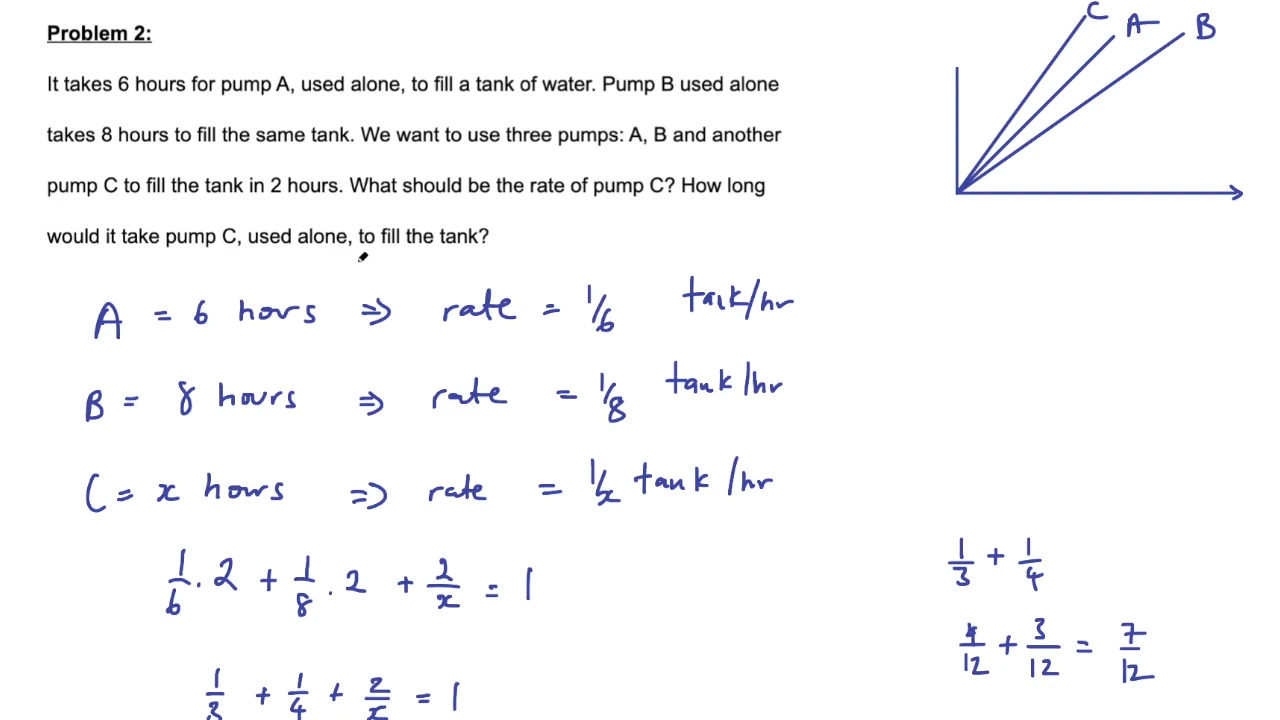 Problem 2:
It takes 6 hours for pump A, used alone, to fill a tank of water. Pump B used alone
takes 8 hours to fill the same tank. We want to use three pumps: A, B and another
pump C to fill the tank in 2 hours. What should be the rate of pump C? How long
would it take pump C, used alone, to fill the tank?
C A B
A = 6 hours ⇒ rate = 1/6 tank/hr
B = 8 hours ⇒ rate = 1/8 tank/hr
C = x hours ⇒ rate = 1/x tank/hr
1/6 . 2 + 1/8 . 2 + 2/x = 1
1/3 + 1/4 + 2/x = 1
1/3 + 1/4
4/12 + 3/12 = 7/12